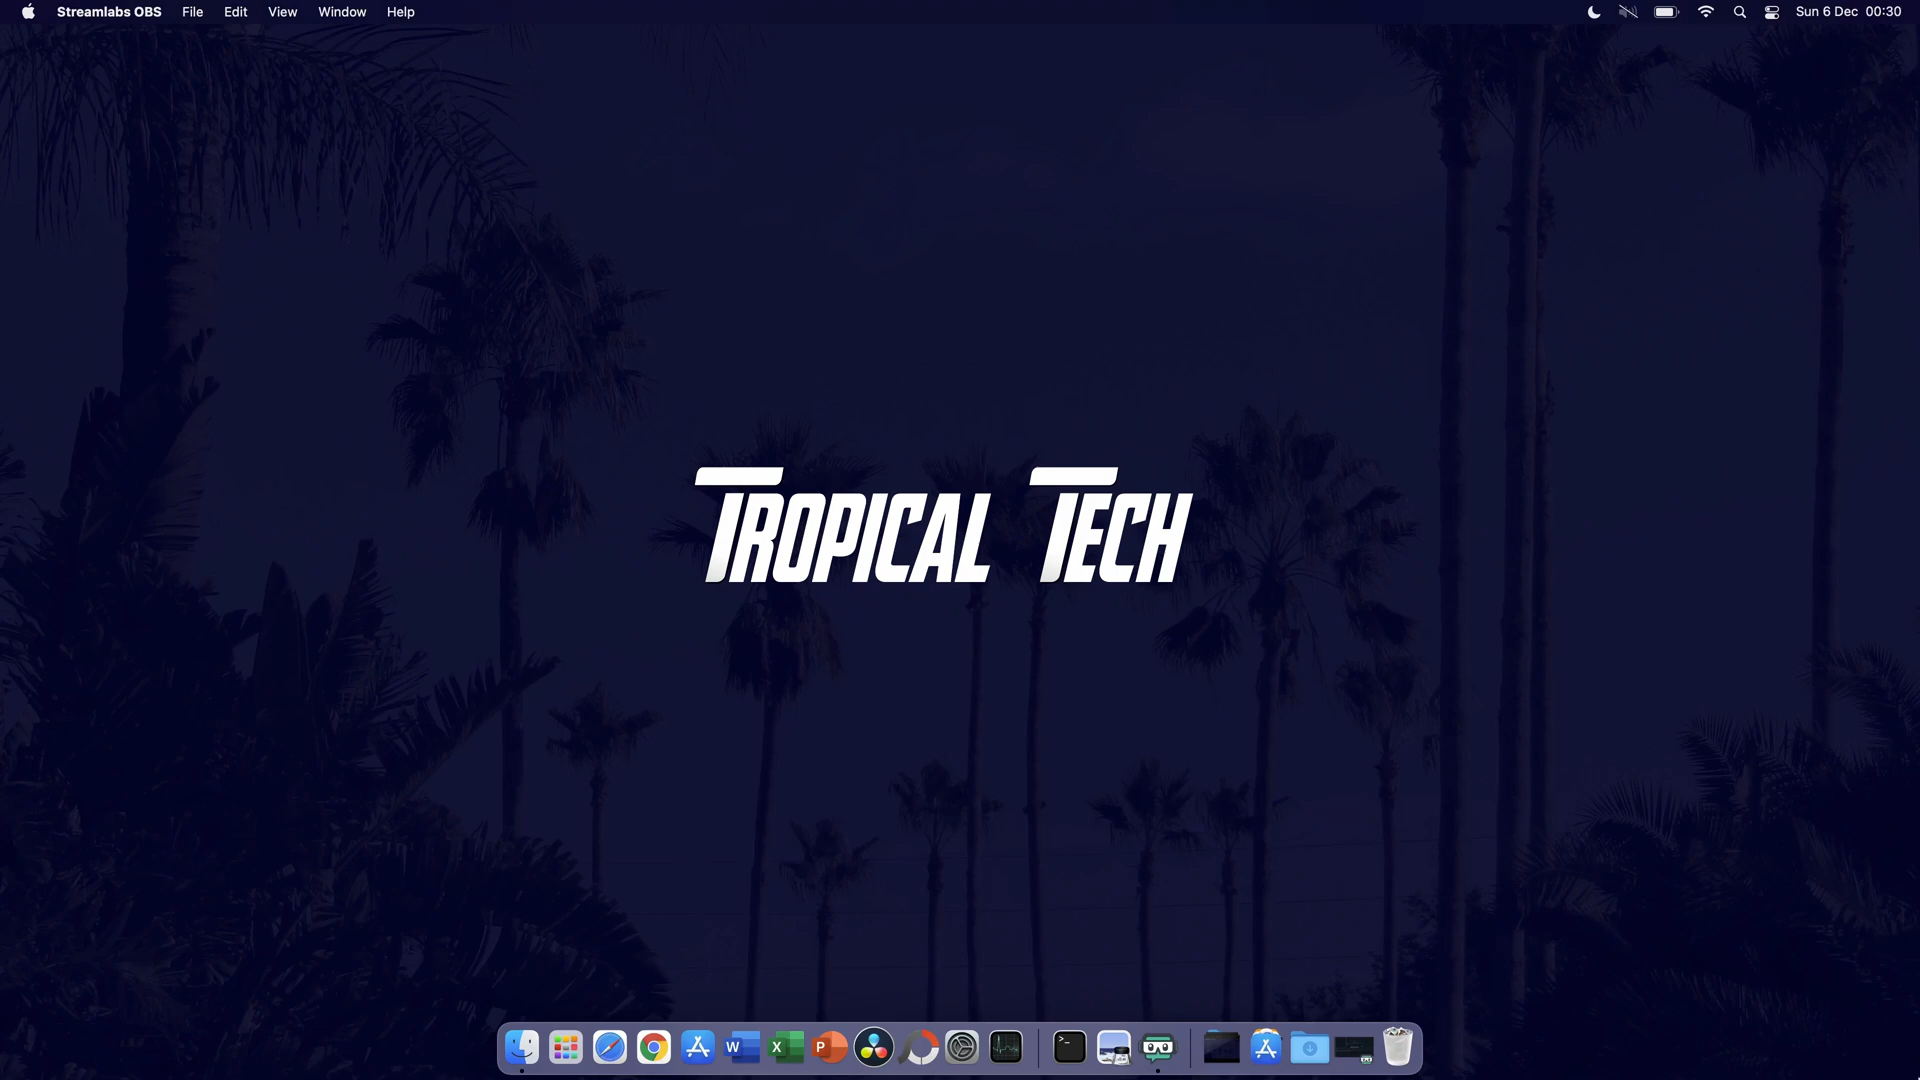 Streamlabs OBS File Edit View Window Help Sun 6 Dec 00:30
TROPICAL TECH
W X P >_